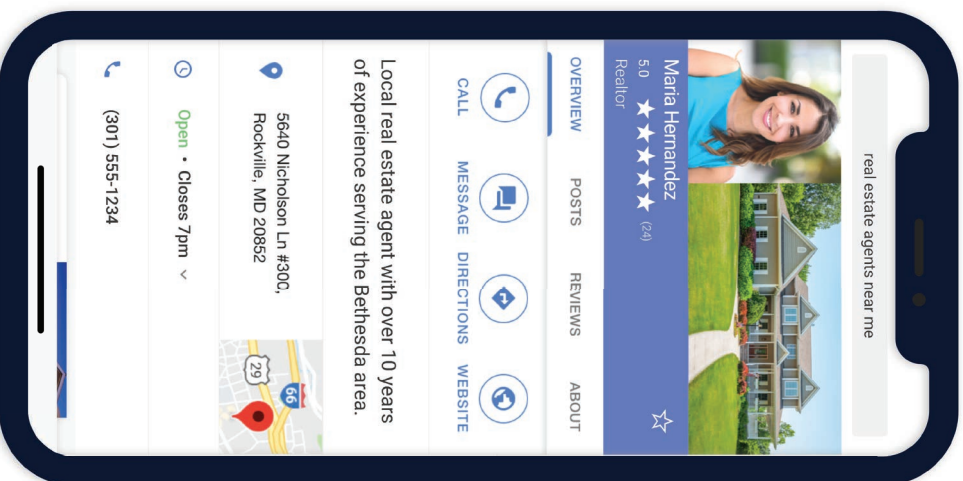 real estate agents near me
Maria Hernandez
5.0 ★★★★★ (24)
Realtor
OVERVIEW POSTS REVIEWS ABOUT
CALL MESSAGE DIRECTIONS WEBSITE
Local real estate agent with over 10 years
of experience serving the Bethesda area.
5640 Nicholson Ln #300,
Rockville, MD 20852
66
29
Open • Closes 7pm
(301) 555-1234